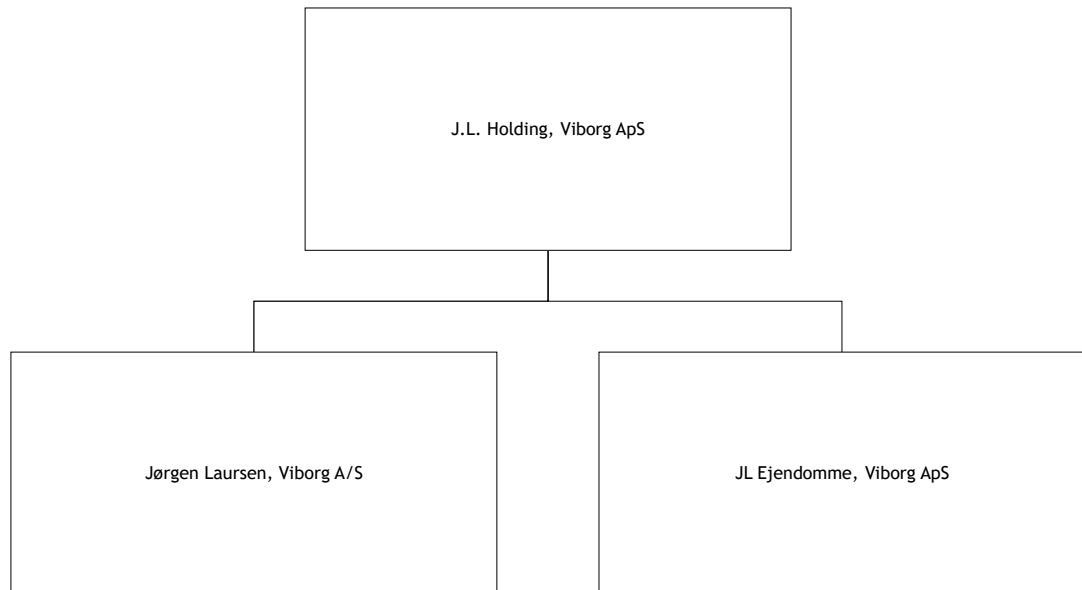 J.L. Holding, Viborg ApS
Jørgen Laursen, Viborg A/S
JL Ejendomme, Viborg ApS